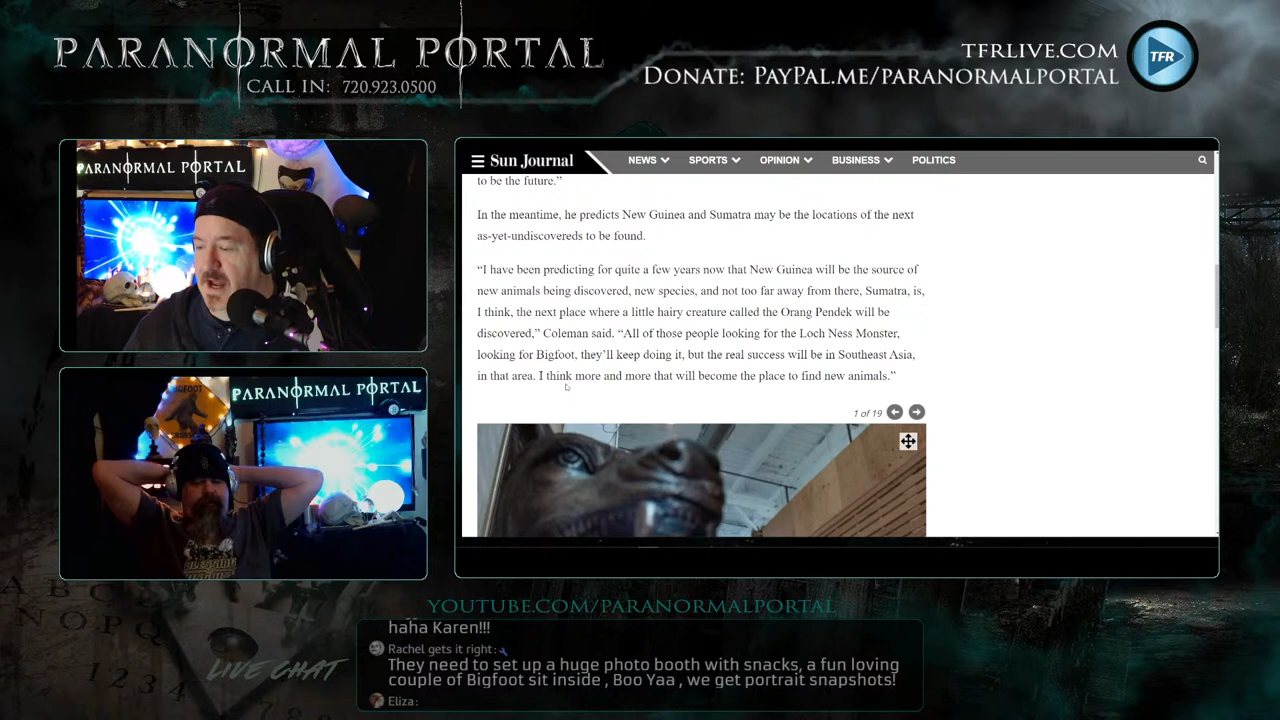 PARANORMAL PORTAL
CALL IN: 720.923.0500
TFRLIVE.COM
DONATE: PAYPAL.ME/PARANORMALPORTAL
TFR
PARANORMAL PORTAL
BIGFOOT
PARANORMAL PORTAL
Sun Journal
NEWS
SPORTS
OPINION
BUSINESS
POLITICS
to be the future.”
In the meantime, he predicts New Guinea and Sumatra may be the locations of the next
as-yet-undiscovereds to be found.
“I have been predicting for quite a few years now that New Guinea will be the source of
new animals being discovered, new species, and not too far away from there, Sumatra, is,
I think, the next place where a little hairy creature called the Orang Pendek will be
discovered,” Coleman said. “All of those people looking for the Loch Ness Monster,
looking for Bigfoot, they’ll keep doing it, but the real success will be in Southeast Asia,
in that area. I think more and more that will become the place to find new animals.”
1 of 19
YOUTUBE.COM/PARANORMALPORTAL
LIVE CHAT
haha Karen!!!
Rachel gets it right:
They need to set up a huge photo booth with snacks, a fun loving
couple of Bigfoot sit inside , Boo Yaa , we get portrait snapshots!
Eliza:
A B C
N O P Q
1 2 3 4